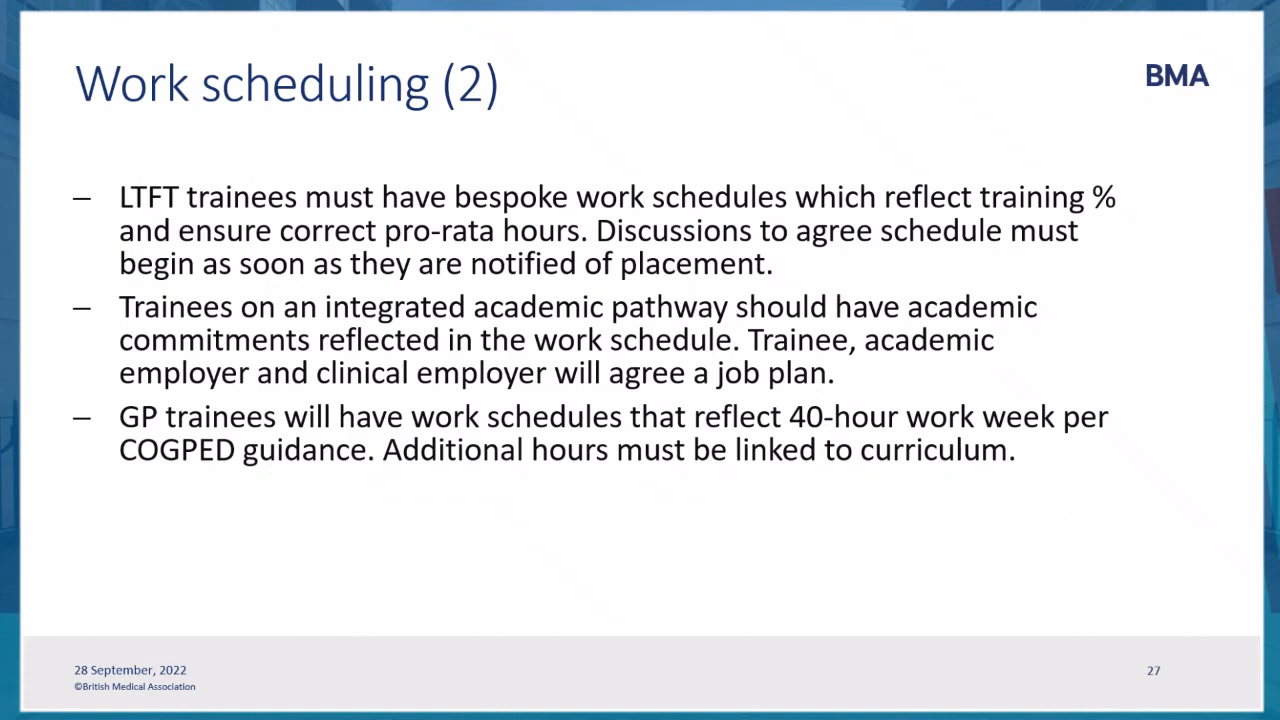 Work scheduling (2)
BMA
– LTFT trainees must have bespoke work schedules which reflect training %
and ensure correct pro-rata hours. Discussions to agree schedule must
begin as soon as they are notified of placement.
– Trainees on an integrated academic pathway should have academic
commitments reflected in the work schedule. Trainee, academic
employer and clinical employer will agree a job plan.
– GP trainees will have work schedules that reflect 40-hour work week per
COGPED guidance. Additional hours must be linked to curriculum.
28 September, 2022
©British Medical Association
27